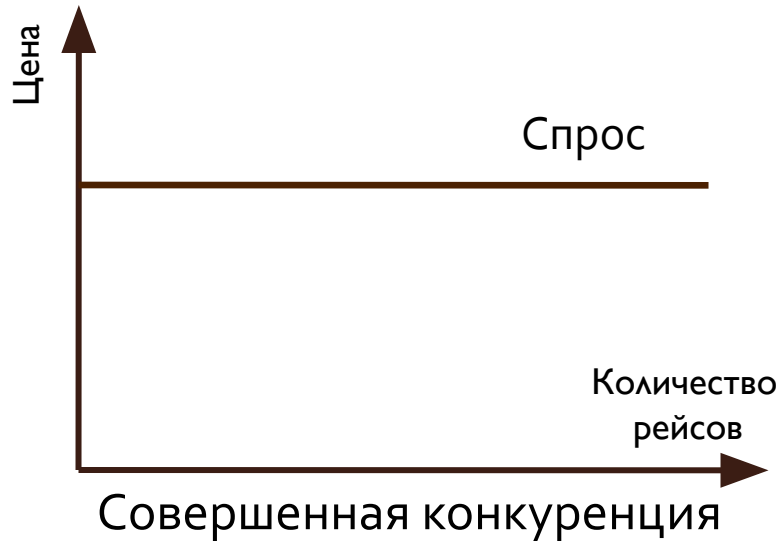 Цена
Спрос
Количество
рейсов
Совершенная конкуренция